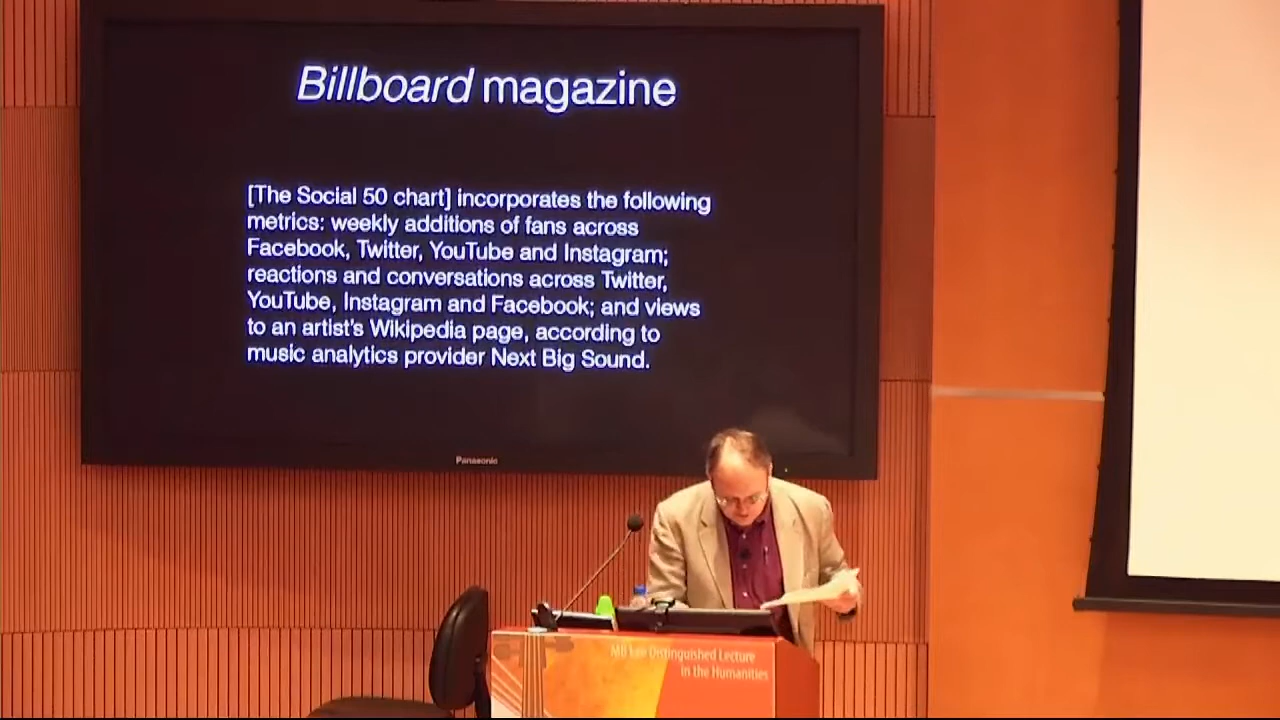 Billboard magazine
[The Social 50 chart] incorporates the following
metrics: weekly additions of fans across
Facebook, Twitter, YouTube and Instagram;
reactions and conversations across Twitter,
YouTube, Instagram and Facebook; and views
to an artist's Wikipedia page, according to
music analytics provider Next Big Sound.
Panasonic
MB Lee Distinguished Lecture
in the Humanities